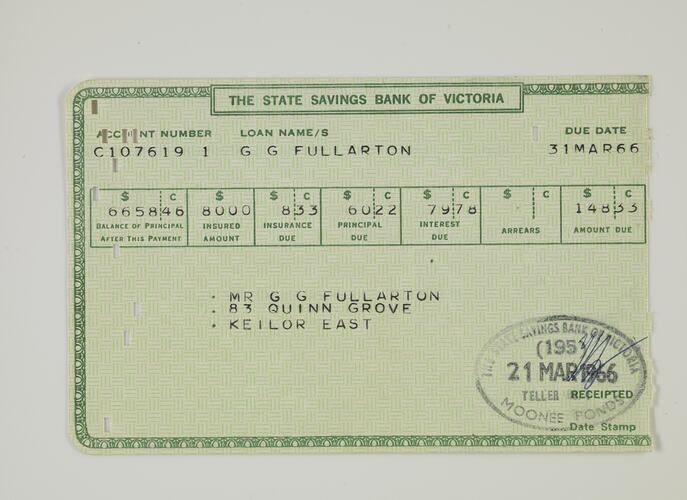 THE STATE SAVINGS BANK OF VICTORIA
ACCOUNT NUMBER LOAN NAME/S DUE DATE
C107619 1 G G FULLARTON 31MAR66
$ C $ $ C $ C $ C $ C $ C
6658 46 8000 8 33 60 22 79 78 148 33
BALANCE OF PRINCIPAL AFTER THIS PAYMENT
INSURED AMOUNT
INSURANCE DUE
PRINCIPAL DUE
INTEREST DUE
ARREARS
AMOUNT DUE
MR G G FULLARTON
83 QUINN GROVE
KEILOR EAST
THE STATE SAVINGS BANK OF VICTORIA
21 MAR 1966
TELLER RECEIPTED
MOONEE PONDS
Date Stamp